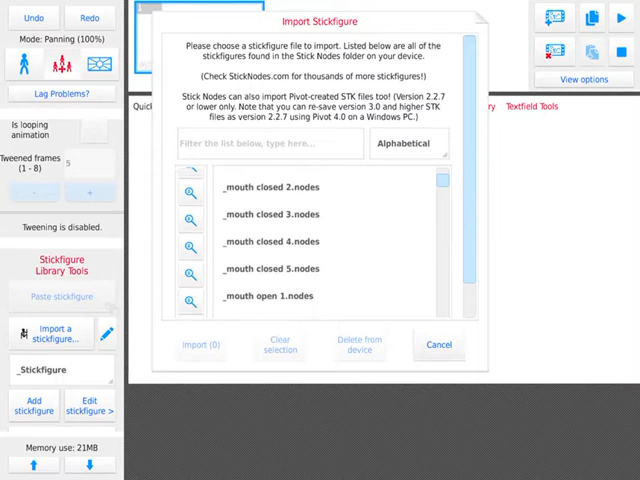 Undo
Redo
Mode: Panning (100%)
Lag Problems?
Is looping
animation
Tweened frames
(1 - 8)
5
-
+
Tweening is disabled.
Stickfigure
Library Tools
Paste stickfigure
Import a
stickfigure...
_Stickfigure
Add
stickfigure
Edit
stickfigure >
Memory use: 21MB
Import Stickfigure
Please choose a stickfigure file to import. Listed below are all of the
stickfigures found in the Stick Nodes folder on your device.
(Check StickNodes.com for thousands of more stickfigures!)
Stick Nodes can also import Pivot-created STK files too! (Version 2.2.7
or lower only. Note that you can re-save version 3.0 and higher STK
files as version 2.2.7 using Pivot 4.0 on a Windows PC.)
Filter the list below, type here...
Alphabetical
_mouth closed 2.nodes
_mouth closed 3.nodes
_mouth closed 4.nodes
_mouth closed 5.nodes
_mouth open 1.nodes
Import (0)
Clear
selection
Delete from
device
Cancel
View options
Quick
Textfield Tools